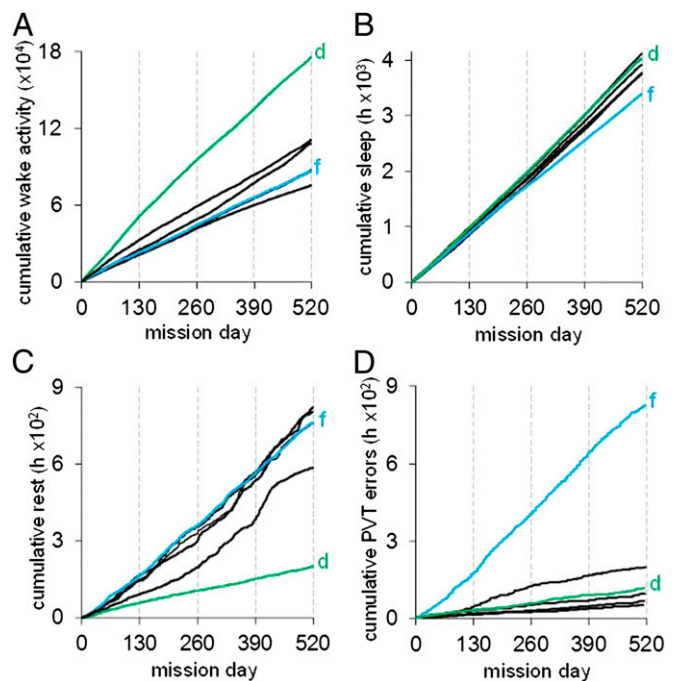 A
cumulative wake activity (x10⁴)
18
12
6
0
d
f
0 130 260 390 520
mission day
B
cumulative sleep (h x10³)
4
3
2
1
0
d
f
0 130 260 390 520
mission day
C
cumulative rest (h x10²)
9
6
3
0
f
d
0 130 260 390 520
mission day
D
cumulative PVT errors (h x10²)
9
6
3
0
f
d
0 130 260 390 520
mission day